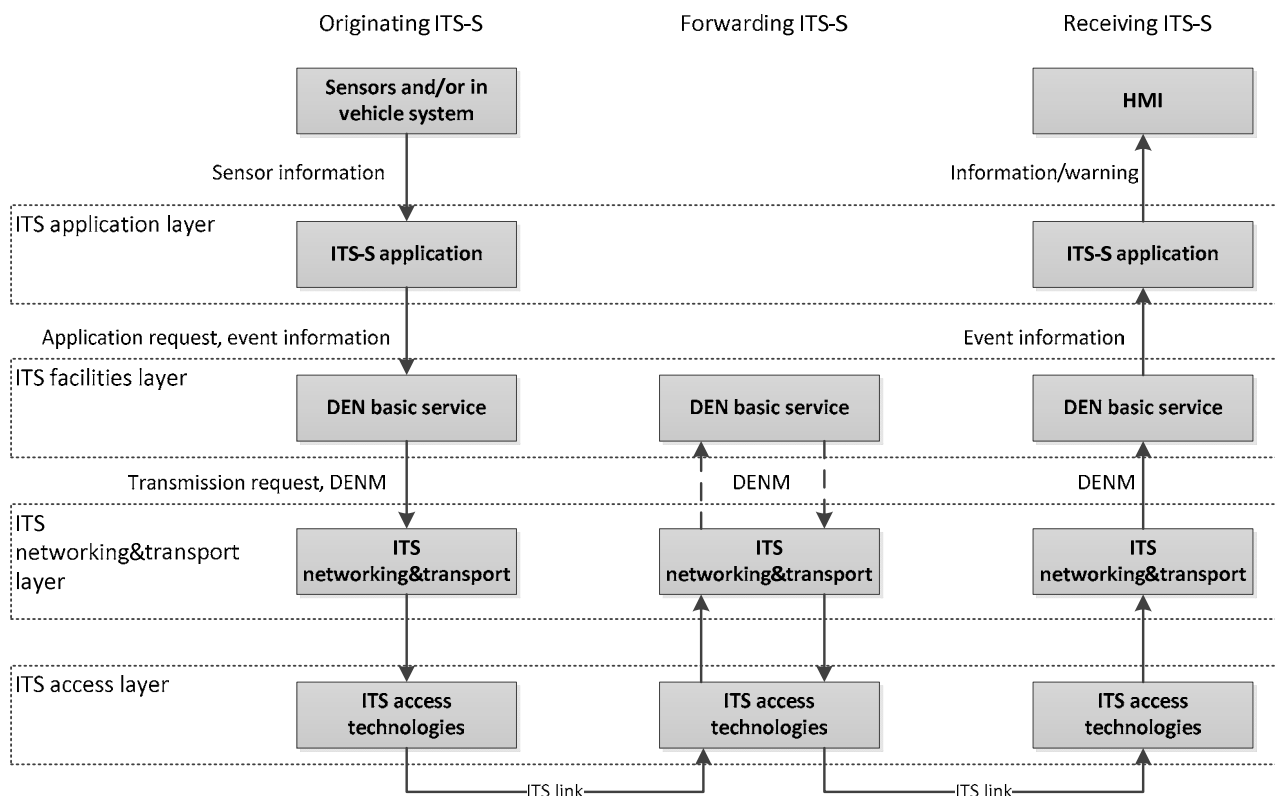 Originating ITS-S
Forwarding ITS-S
Receiving ITS-S
Sensors and/or in
vehicle system
HMI
Sensor information
Information/warning
ITS application layer
ITS-S application
ITS-S application
Application request, event information
Event information
ITS facilities layer
DEN basic service
DEN basic service
DEN basic service
Transmission request, DENM
DENM
DENM
ITS
networking&transport
layer
ITS
networking&transport
ITS
networking&transport
ITS
networking&transport
ITS access layer
ITS access
technologies
ITS access
technologies
ITS access
technologies
ITS link
ITS link